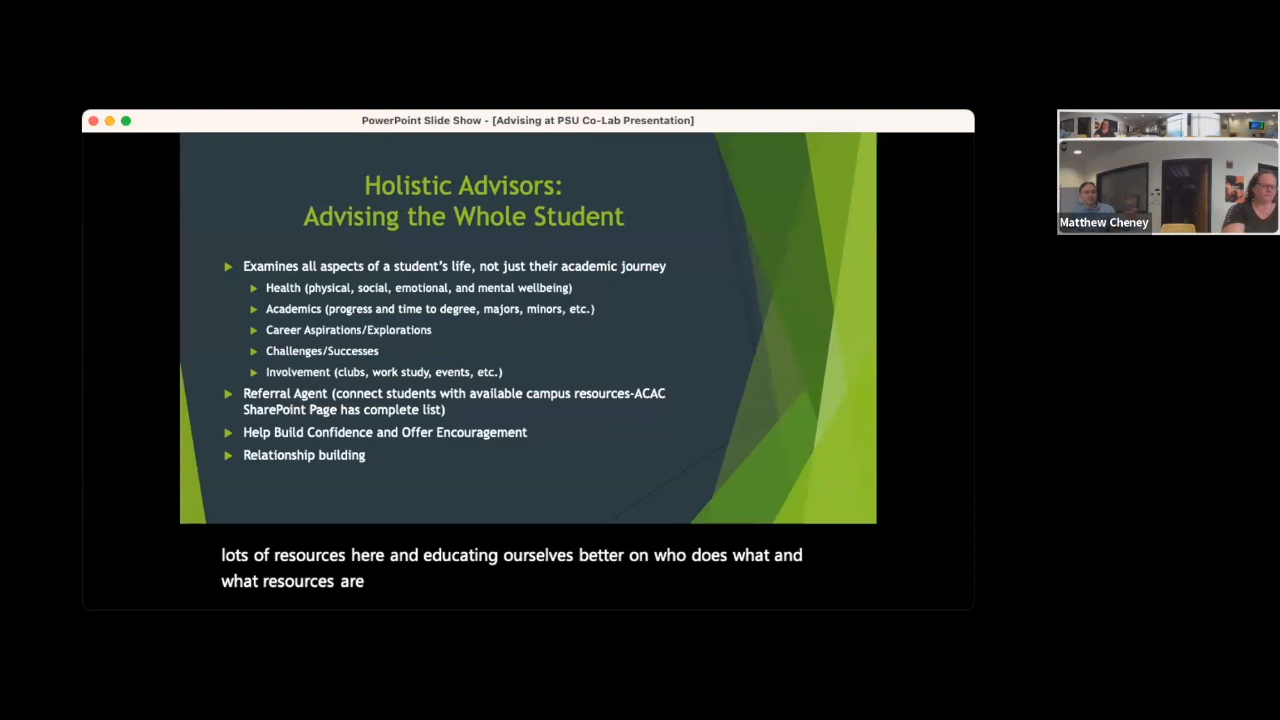 PowerPoint Slide Show - [Advising at PSU Co-Lab Presentation]
Holistic Advisors:
Advising the Whole Student
Examines all aspects of a student's life, not just their academic journey
Health (physical, social, emotional, and mental wellbeing)
Academics (progress and time to degree, majors, minors, etc.)
Career Aspirations/Explorations
Challenges/Successes
Involvement (clubs, work study, events, etc.)
Referral Agent (connect students with available campus resources-ACAC
SharePoint Page has complete list)
Help Build Confidence and Offer Encouragement
Relationship building
lots of resources here and educating ourselves better on who does what and
what resources are
Matthew Cheney